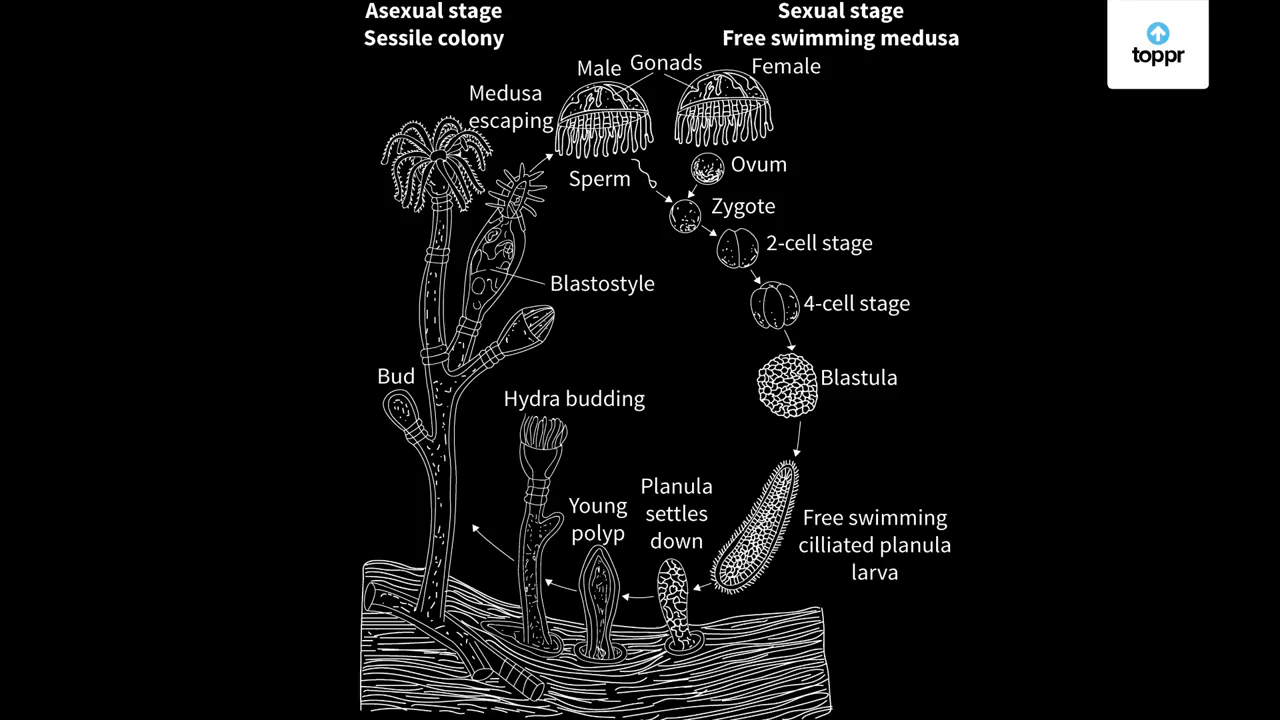 Asexual stage
Sessile colony
Sexual stage
Free swimming medusa
toppr
Male
Gonads
Female
Medusa
escaping
Sperm
Ovum
Zygote
2-cell stage
Blastostyle
4-cell stage
Bud
Blastula
Hydra budding
Young
polyp
Planula
settles
down
Free swimming
cilliated planula
larva